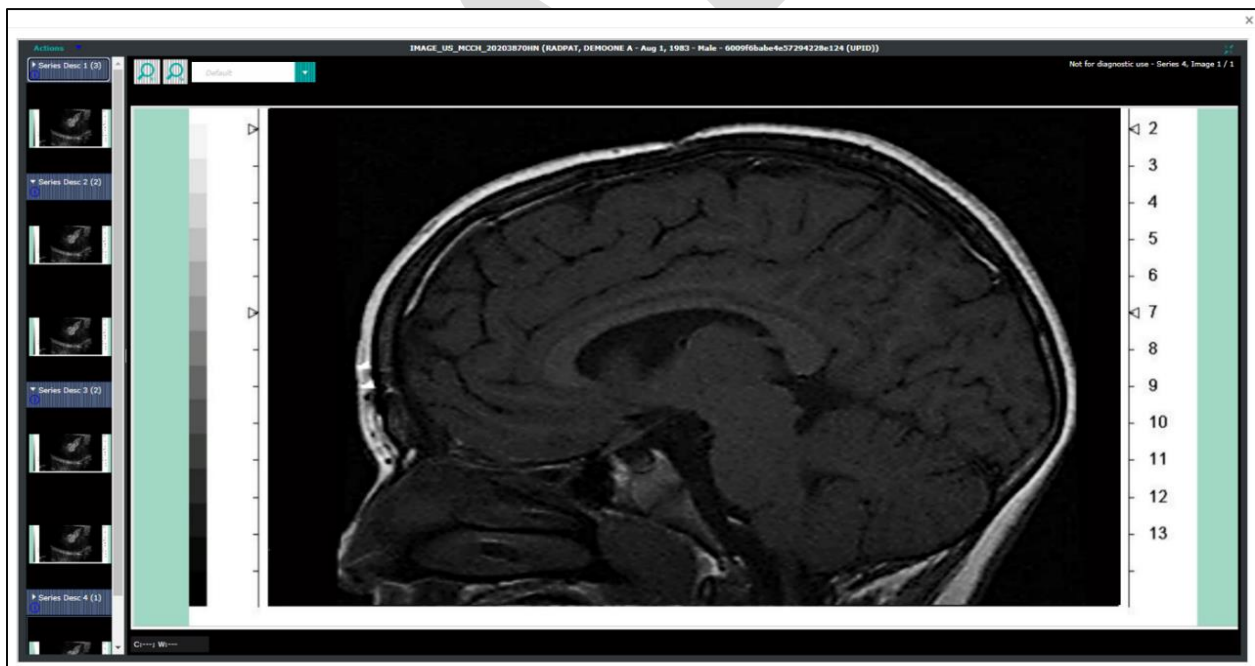 X
Actions
IMAGE_US_MCCH_20203870HN (RADPAT, DEMOONE A - Aug 1, 1983 - Male - 6009f6babe4e57294228e124 (UPID))
Series Desc 1 (3)
Default
Not for diagnostic use - Series 4, Image 1 / 1
Series Desc 2 (2)
Series Desc 3 (2)
Series Desc 4 (1)
2
3
4
5
6
7
8
9
10
11
12
13
C:---; W:---